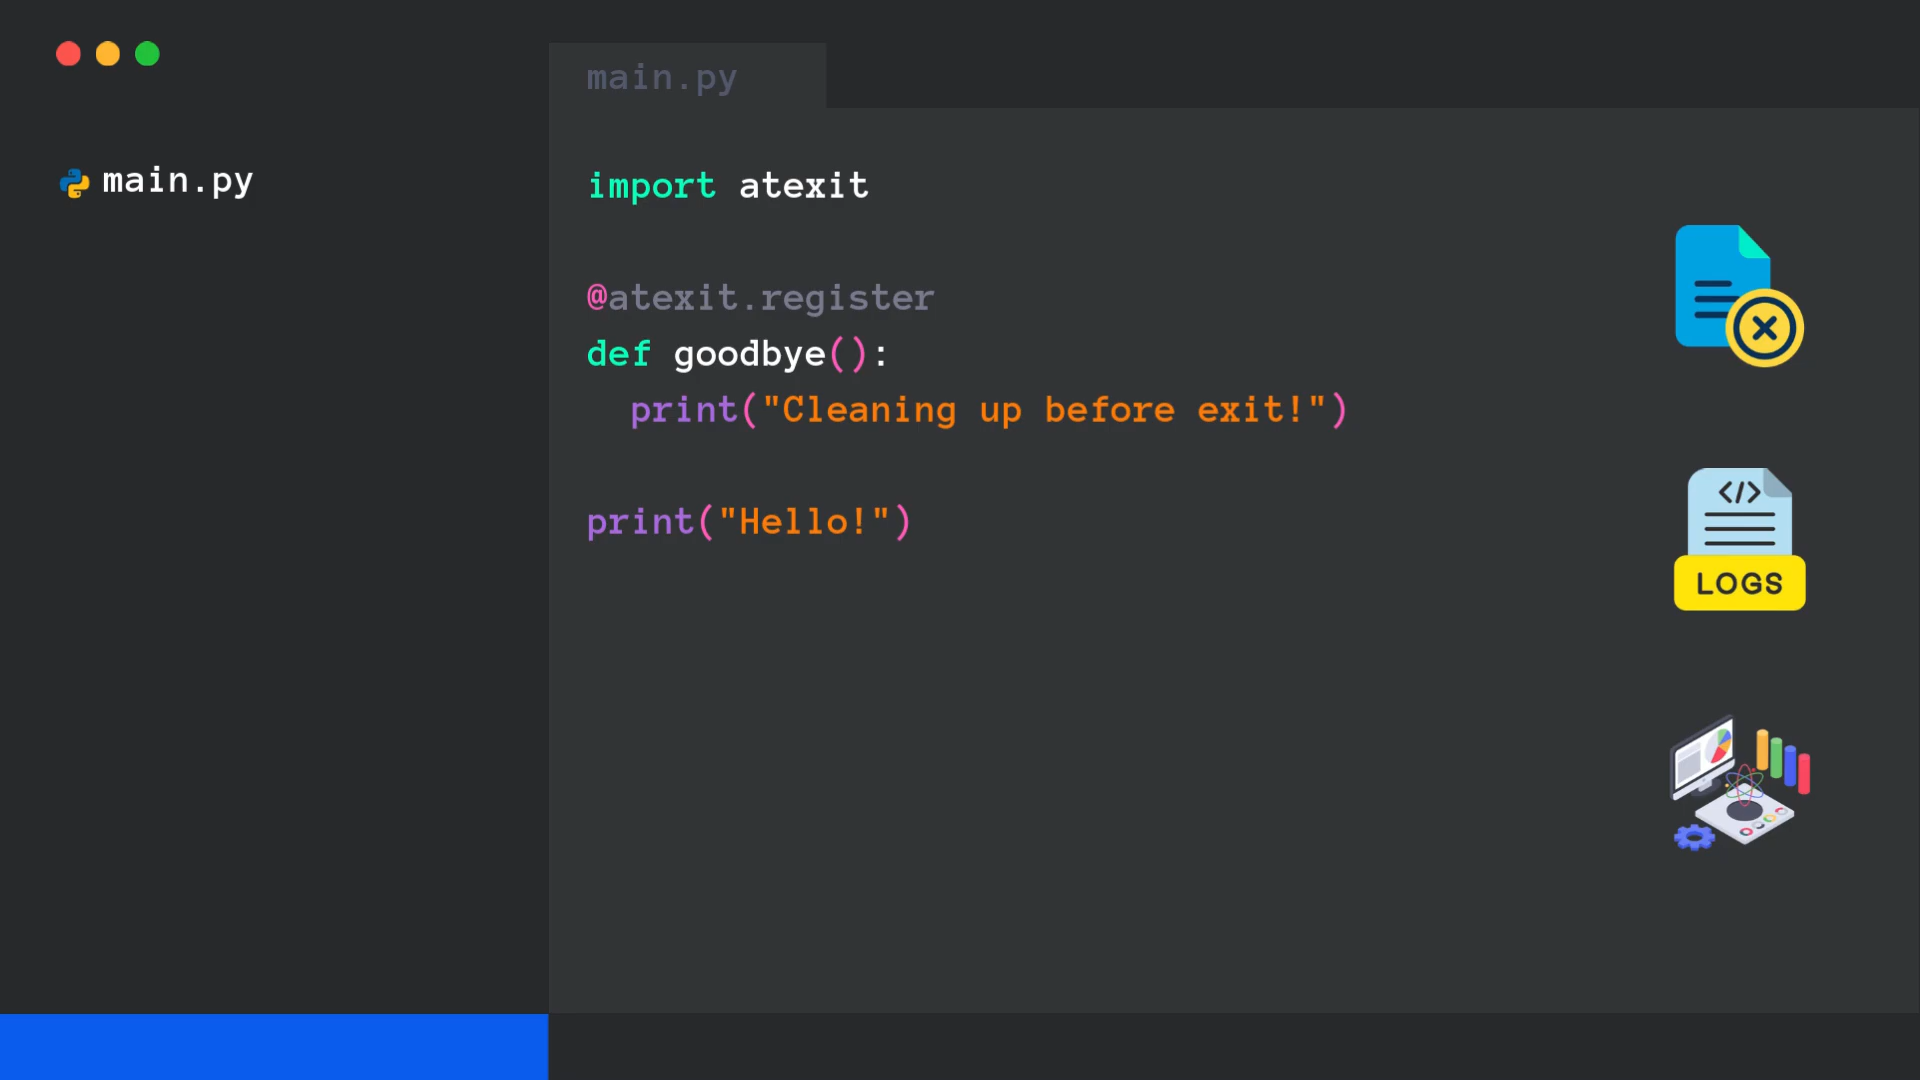 main.py
main.py
import atexit
@atexit.register
def goodbye():
  print("Cleaning up before exit!")
print("Hello!")
</>
LOGS